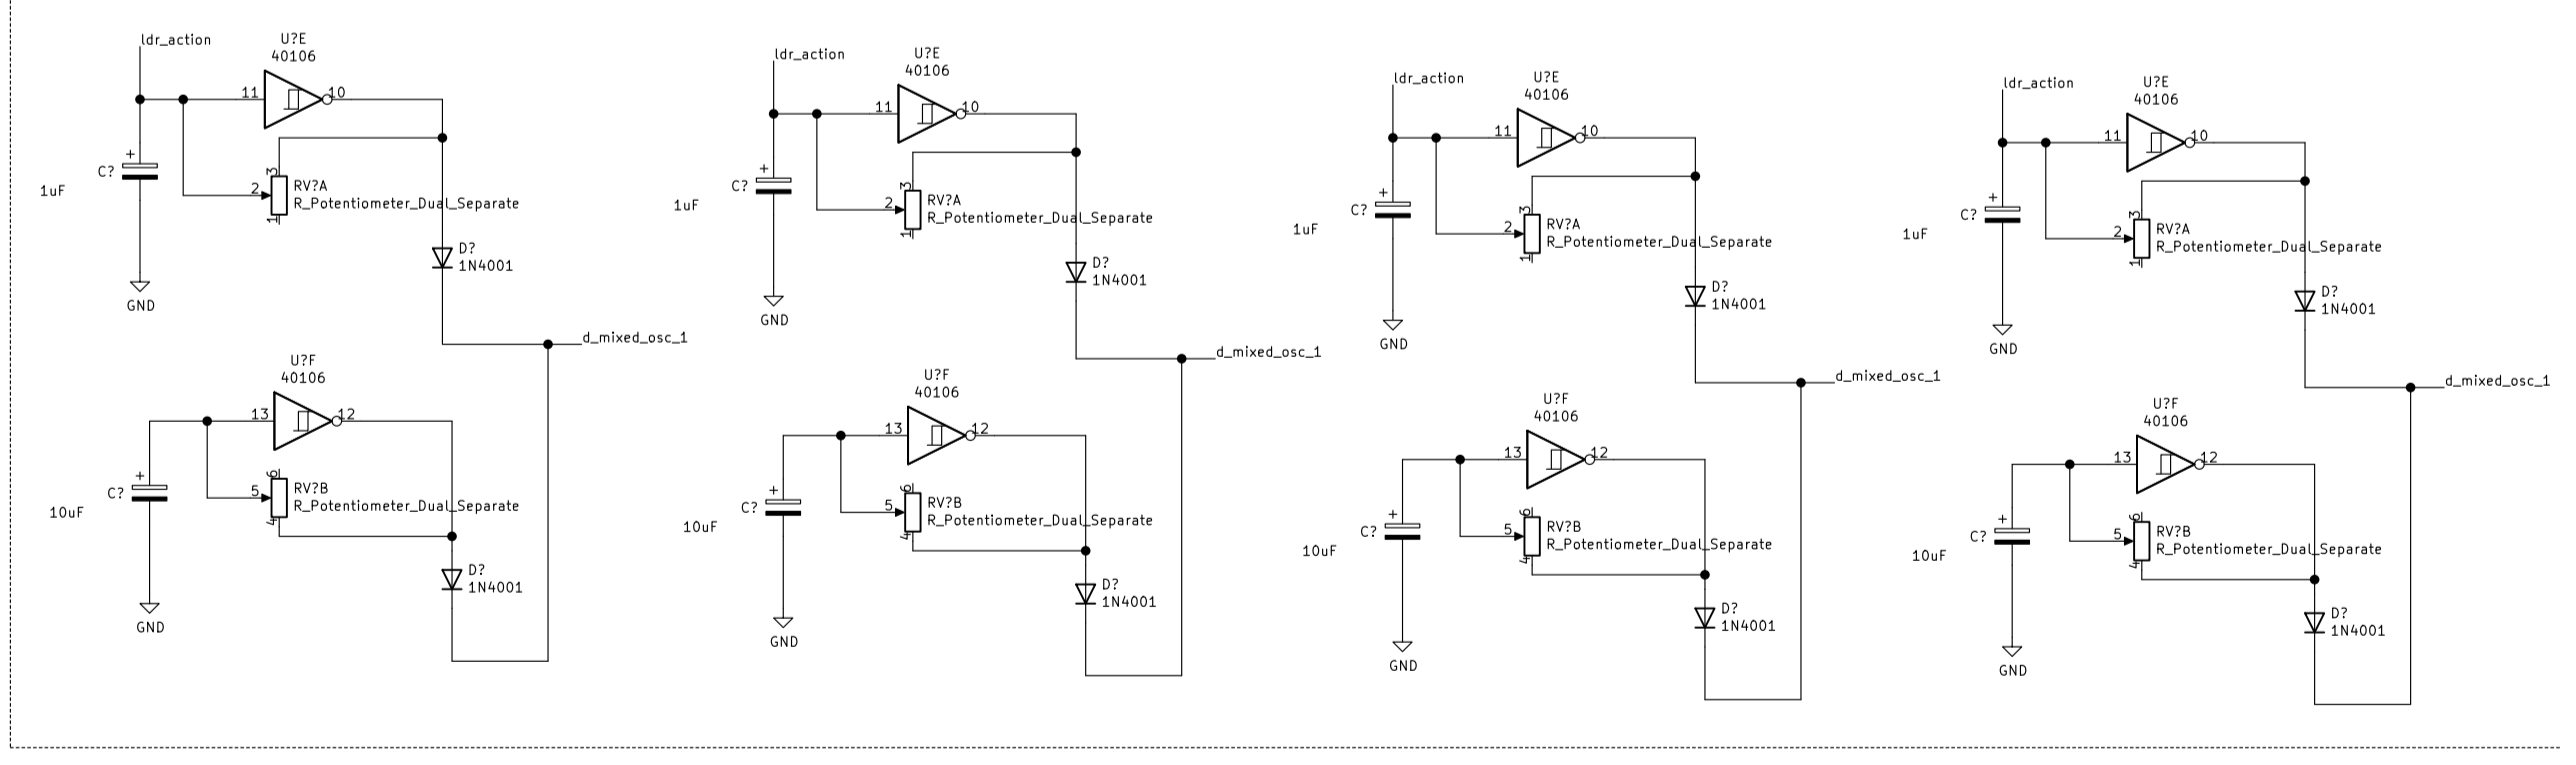 ldr_action
U?E
40106
11
10
+
C?
1uF
3
2
1
RV?A
R_Potentiometer_Dual_Separate
D?
1N4001
GND
d_mixed_osc_1
U?F
40106
13
12
+
C?
10uF
6
5
4
RV?B
R_Potentiometer_Dual_Separate
D?
1N4001
GND
ldr_action
U?E
40106
11
10
+
C?
1uF
3
2
1
RV?A
R_Potentiometer_Dual_Separate
D?
1N4001
GND
d_mixed_osc_1
U?F
40106
13
12
+
C?
10uF
6
5
4
RV?B
R_Potentiometer_Dual_Separate
D?
1N4001
GND
ldr_action
U?E
40106
11
10
+
C?
1uF
3
2
1
RV?A
R_Potentiometer_Dual_Separate
D?
1N4001
GND
d_mixed_osc_1
U?F
40106
13
12
+
C?
10uF
6
5
4
RV?B
R_Potentiometer_Dual_Separate
D?
1N4001
GND
ldr_action
U?E
40106
11
10
+
C?
1uF
3
2
1
RV?A
R_Potentiometer_Dual_Separate
D?
1N4001
GND
d_mixed_osc_1
U?F
40106
13
12
+
C?
10uF
6
5
4
RV?B
R_Potentiometer_Dual_Separate
D?
1N4001
GND